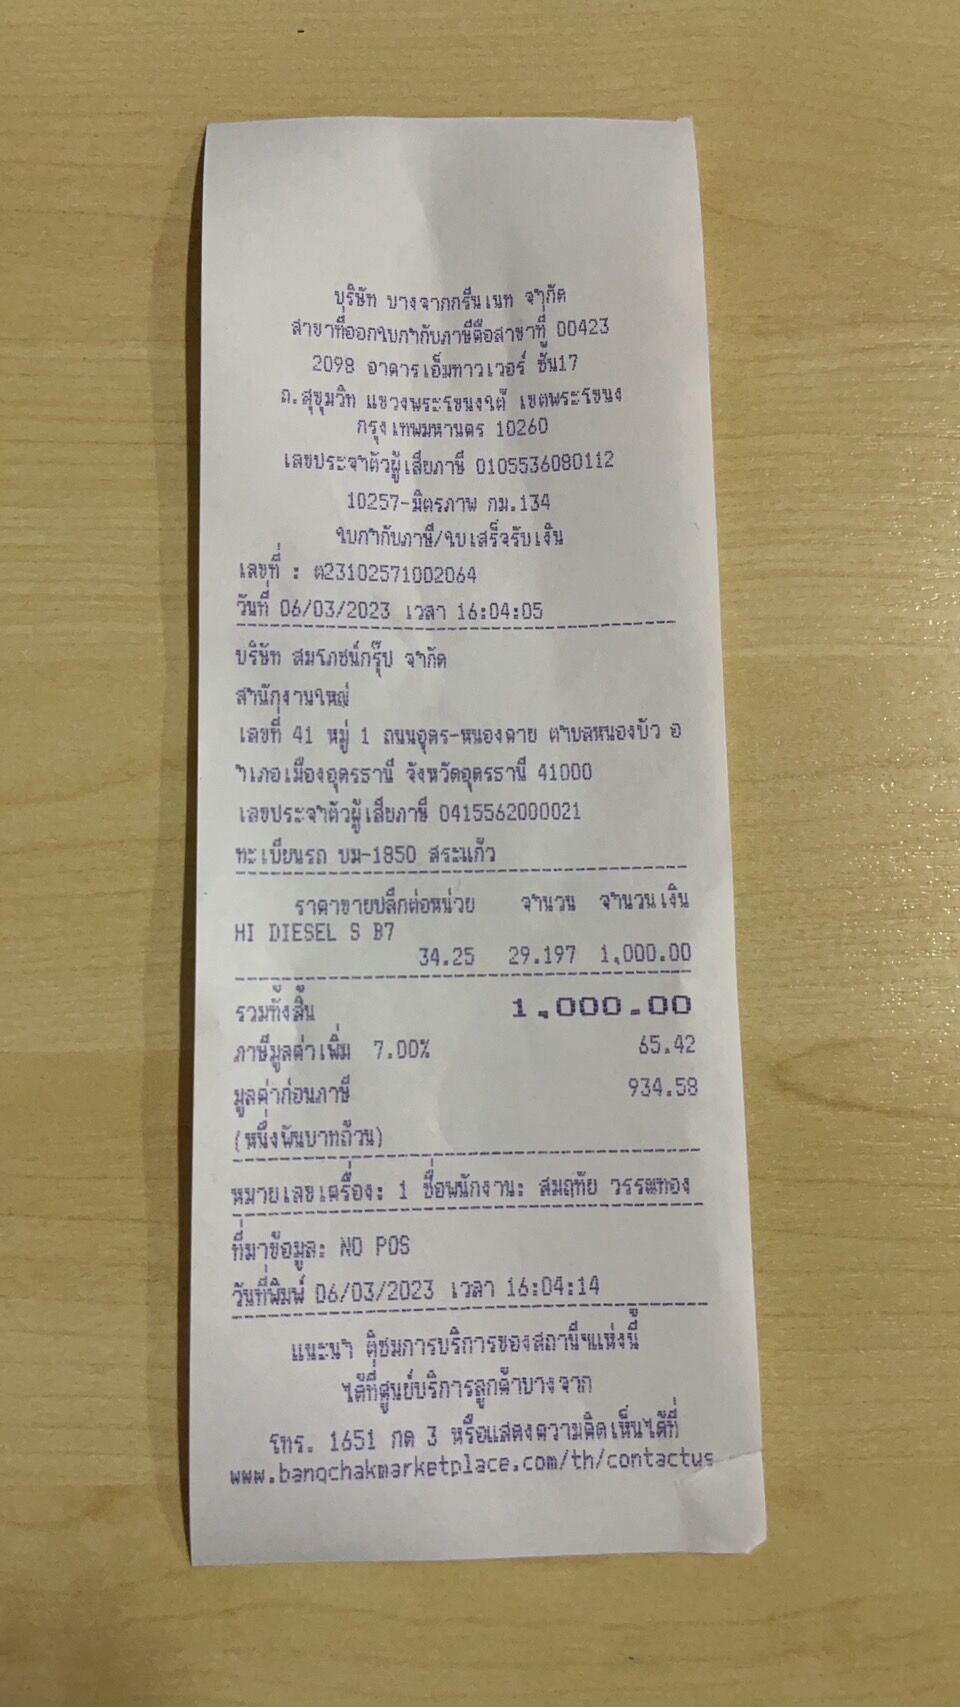 บริษัท บางจากกรีนเนท จำกัด
สาขาที่ออกใบกำกับภาษีคือสาขาที่ 00423
2098 อาคารเอ็มทาวเวอร์ ชั้น17
ถ.สุขุมวิท แขวงพระโขนงใต้ เขตพระโขนง
กรุงเทพมหานคร 10260
เลขประจำตัวผู้เสียภาษี 0105536080112
10257-มิตรภาพ กม.134
ใบกำกับภาษี/ใบเสร็จรับเงิน
เลขที่ : ต23102571002064
วันที่ 06/03/2023 เวลา 16:04:05
บริษัท สมโภชน์กรุ๊ป จำกัด
สำนักงานใหญ่
เลขที่ 41 หมู่ 1 ถนนอุดร-หนองคาย ตำบลหนองบัว อ
ำเภอเมืองอุดรธานี จังหวัดอุดรธานี 41000
เลขประจำตัวผู้เสียภาษี 0415562000021
ทะเบียนรถ บม-1850 สระแก้ว
ราคาขายปลีกต่อหน่วย จำนวน จำนวนเงิน
HI DIESEL S B7
34.25 29.197 1,000.00
รวมทั้งสิ้น 1,000.00
ภาษีมูลค่าเพิ่ม 7.00% 65.42
มูลค่าก่อนภาษี 934.58
(หนึ่งพันบาทถ้วน)
หมายเลขเครื่อง: 1 ชื่อพนักงาน: สมฤทัย วรรณทอง
ที่มาข้อมูล: NO POS
วันที่พิมพ์ 06/03/2023 เวลา 16:04:14
แนะนำ ติชมการบริการของสถานีฯแห่งนี้
ได้ที่ศูนย์บริการลูกค้าบางจาก
โทร. 1651 กด 3 หรือแสดงความคิดเห็นได้ที่
www.bangchakmarketplace.com/th/contactus